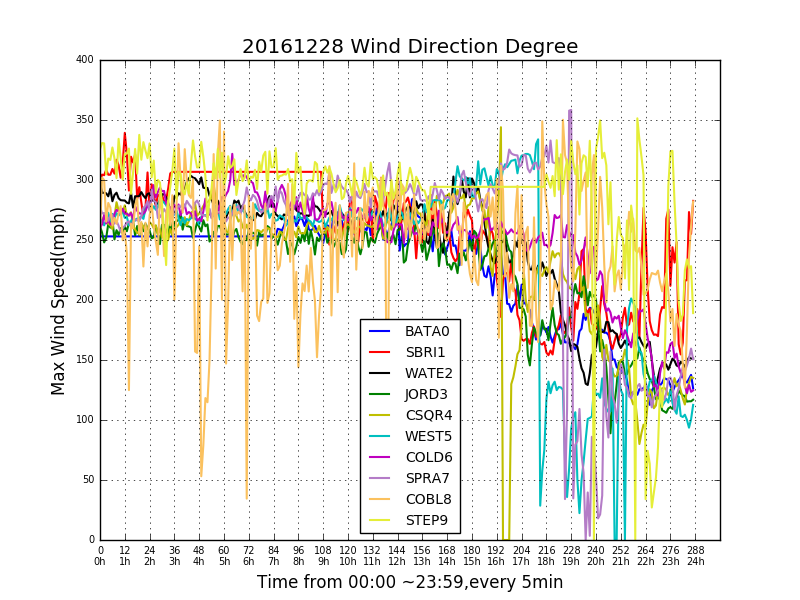 20161228 Wind Direction Degree
Max Wind Speed(mph)
400
350
300
250
200
150
100
50
0
BATA0
SBRI1
WATE2
JORD3
CSQR4
WEST5
COLD6
SPRA7
COBL8
STEP9
0 12 24 36 48 60 72 84 96 108 120 132 144 156 168 180 192 204 216 228 240 252 264 276 288
0h 1h 2h 3h 4h 5h 6h 7h 8h 9h 10h 11h 12h 13h 14h 15h 16h 17h 18h 19h 20h 21h 22h 23h 24h
Time from 00:00 ~23:59,every 5min